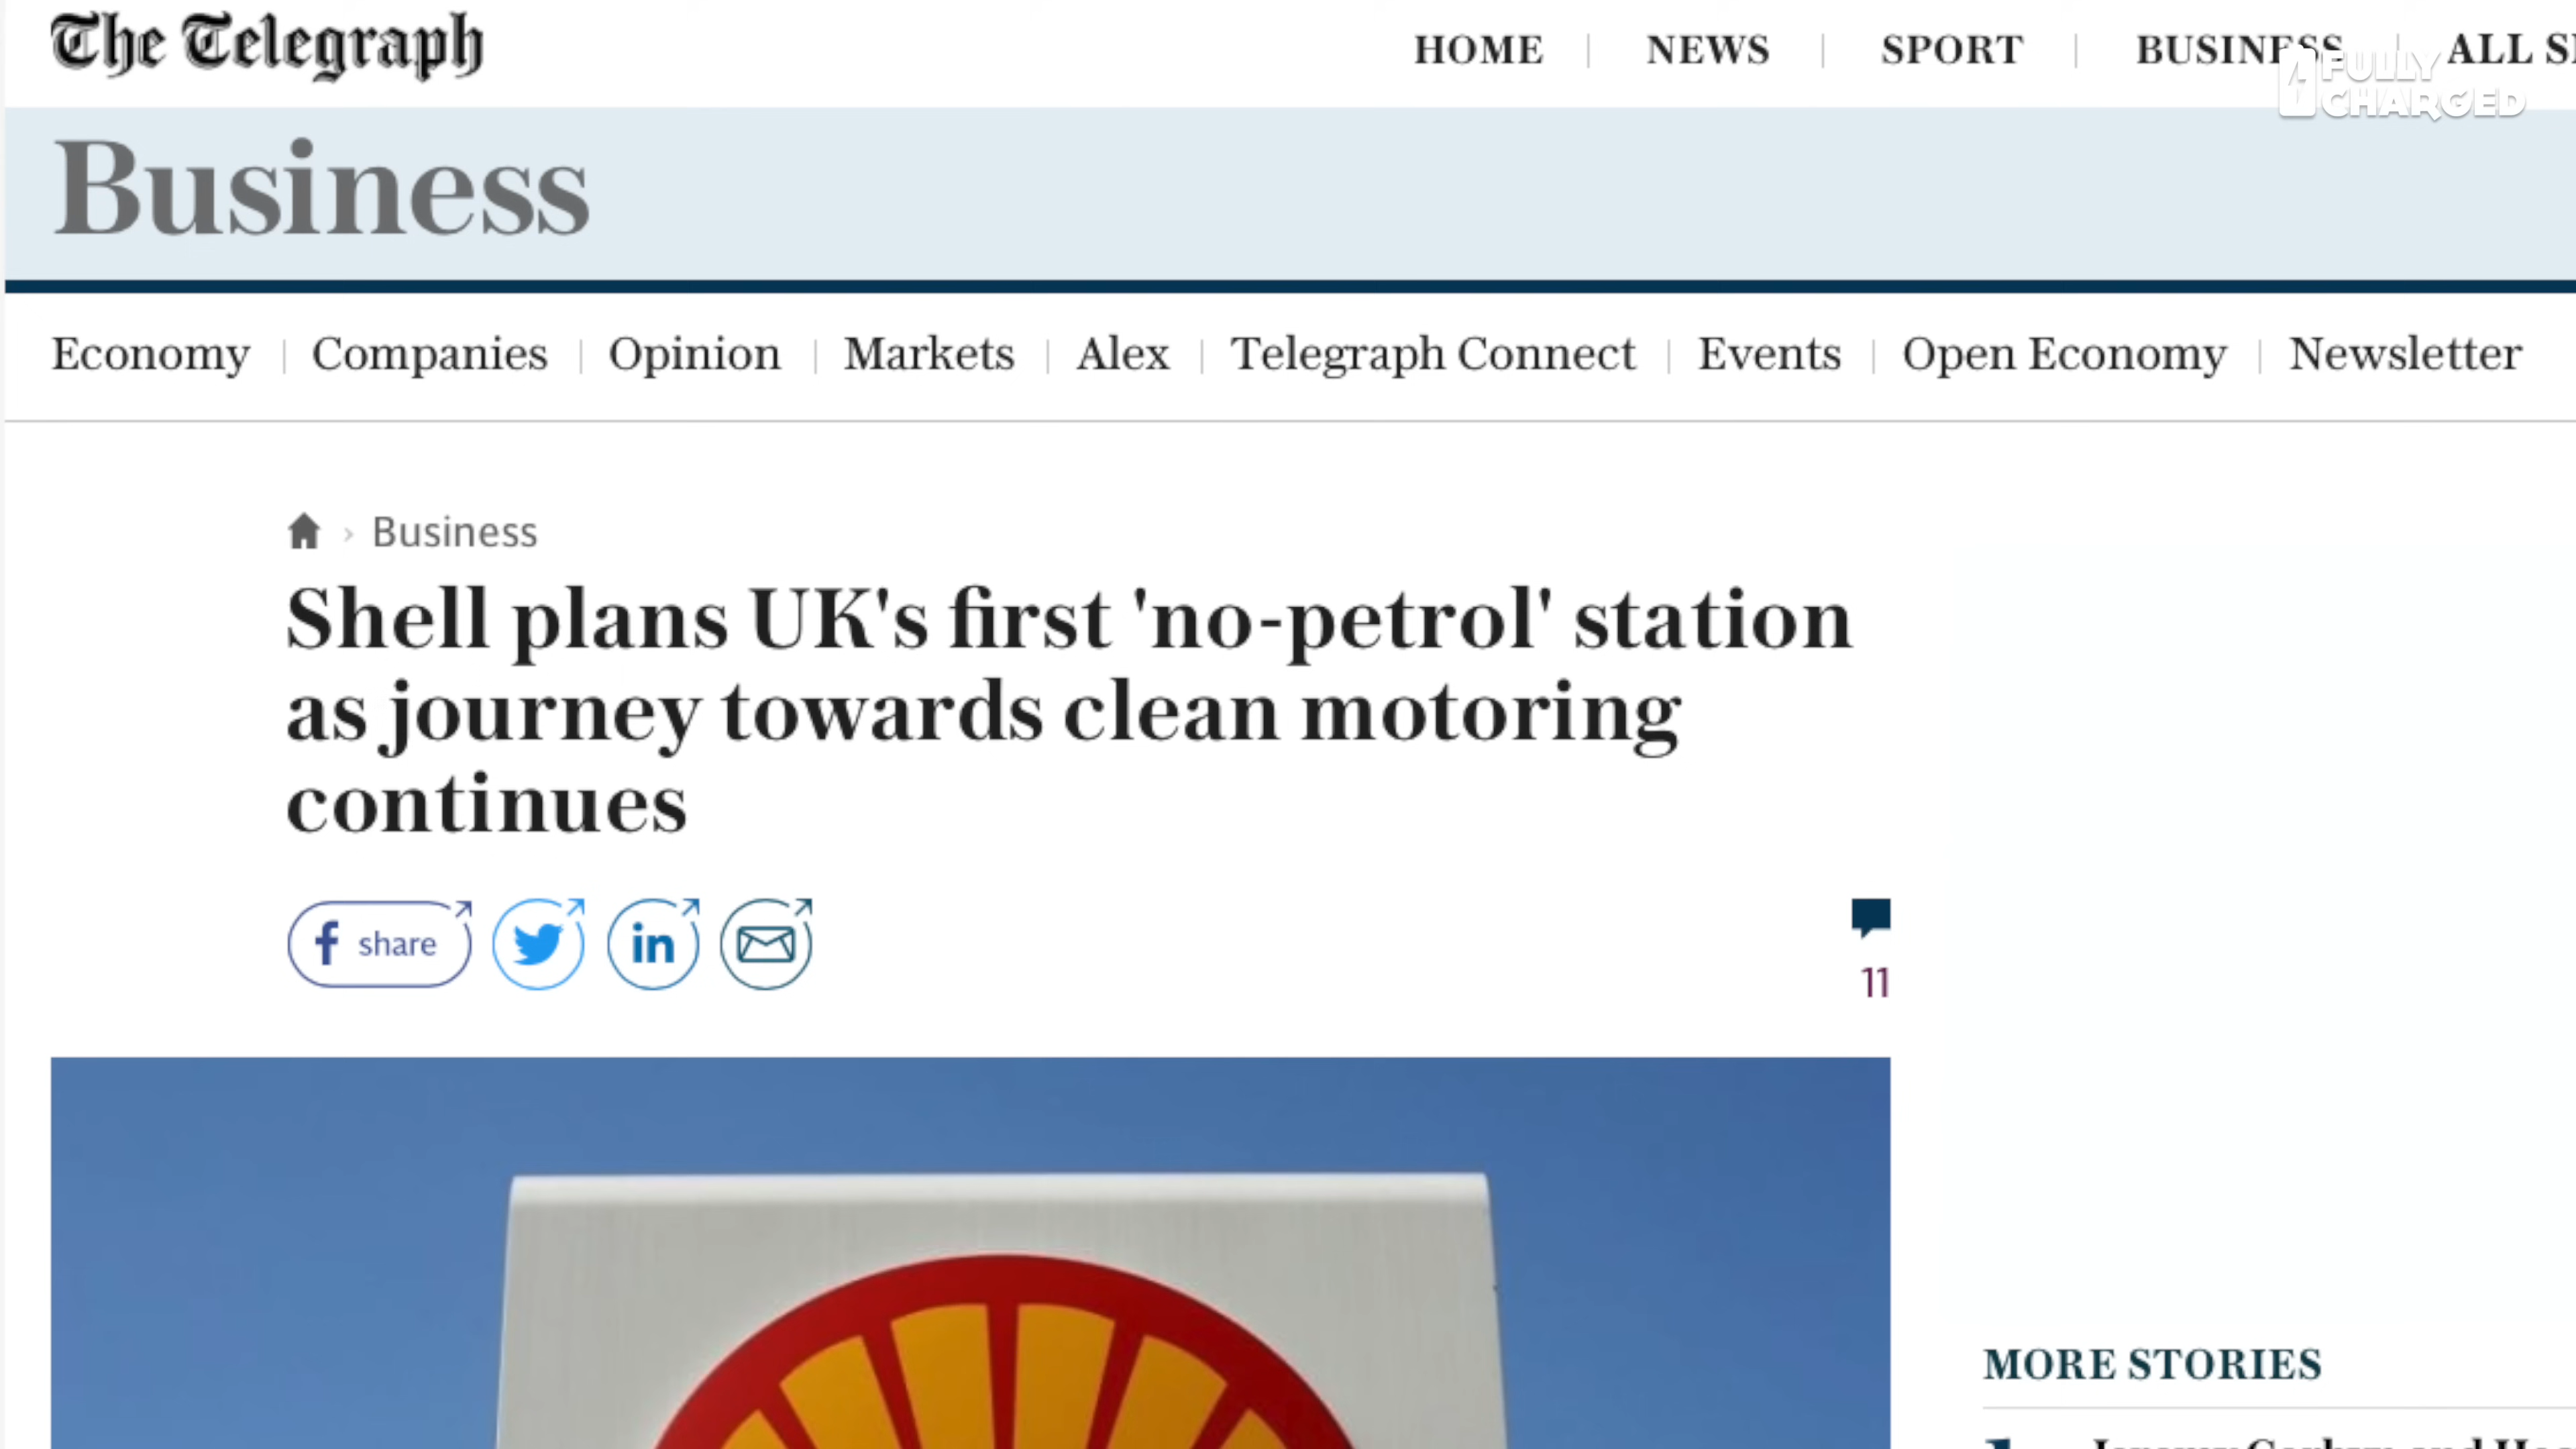 The Telegraph
HOME NEWS SPORT BUSINESS ALL
FULLY
CHARGED
Business
Economy Companies Opinion Markets Alex Telegraph Connect Events Open Economy Newsletter
Business
Shell plans UK's first 'no-petrol' station
as journey towards clean motoring
continues
f share in
11
MORE STORIES